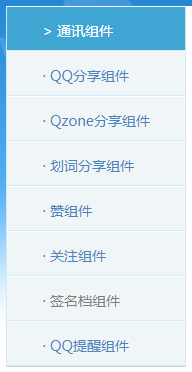 > 通讯组件
· QQ分享组件
· Qzone分享组件
· 划词分享组件
· 赞组件
· 关注组件
· 签名档组件
· QQ提醒组件